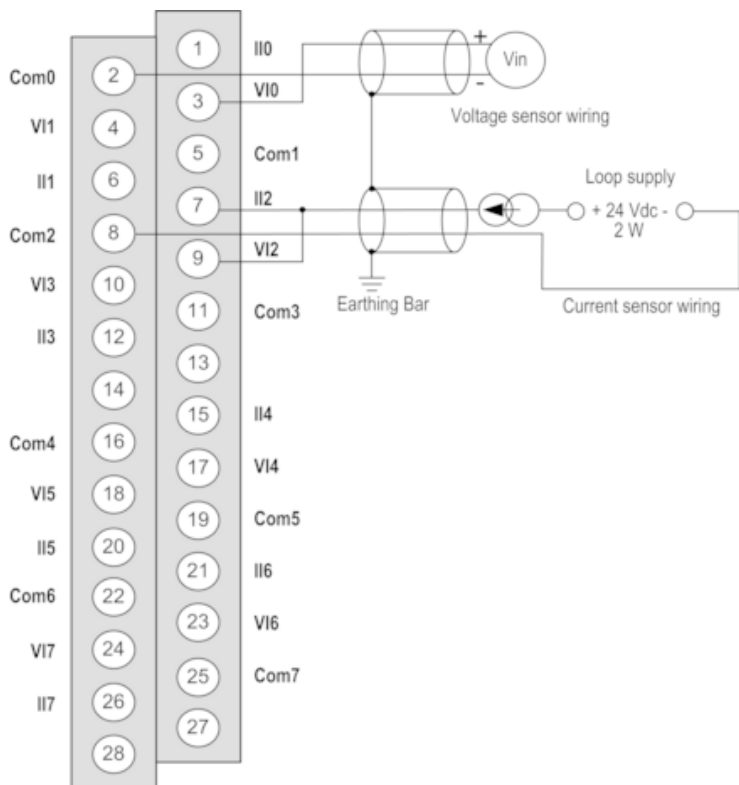 1 II0
Com0 2
3 VI0
VI1 4
5 Com1
II1 6
7 II2
Com2 8
9 VI2
VI3 10
11 Com3
II3 12
13
14
15 II4
Com4 16
17 VI4
VI5 18
19 Com5
II5 20
21 II6
Com6 22
23 VI6
VI7 24
25 Com7
II7 26
27
28
+
Vin
-
Voltage sensor wiring
Loop supply
+ 24 Vdc -
2 W
Earthing Bar
Current sensor wiring